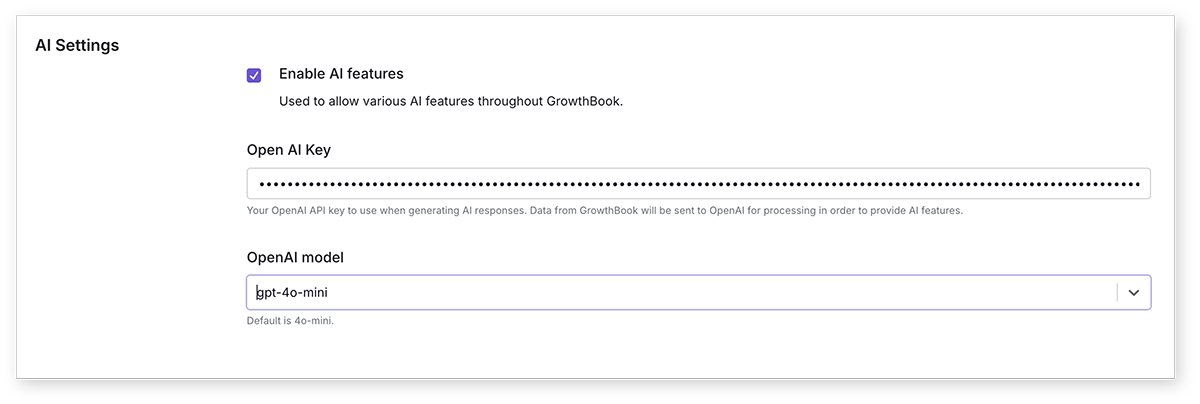 AI Settings
Enable AI features
Used to allow various AI features throughout GrowthBook.
Open AI Key
Your OpenAI API key to use when generating AI responses. Data from GrowthBook will be sent to OpenAI for processing in order to provide AI features.
OpenAI model
gpt-4o-mini
Default is 4o-mini.